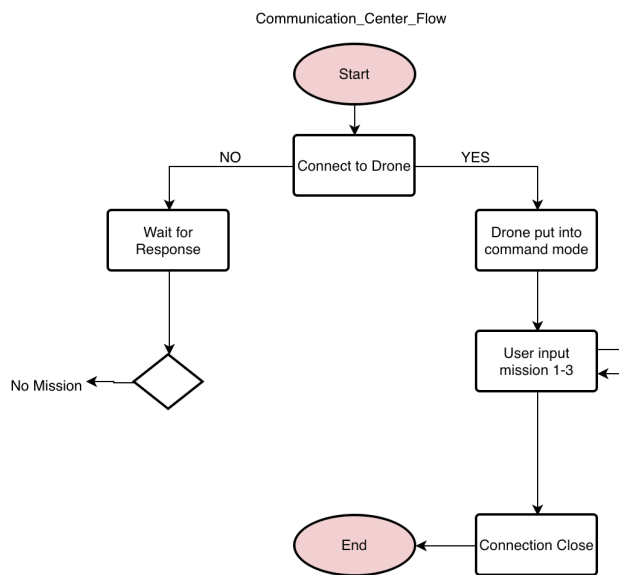 Communication_Center_Flow
Start
Connect to Drone
NO
YES
Wait for
Response
Drone put into
command mode
User input
mission 1-3
No Mission
End
Connection Close